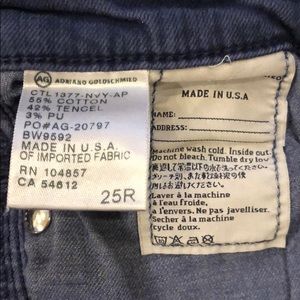 AG ADRIANO GOLDSCHMIED
CTL1377-NVY-AP
55% COTTON
42% TENCEL
3% PU
PO#AG-20797
BW9592
MADE IN U.S.A.
OF IMPORTED FABRIC
RN 104857
CA 54612
25R
MADE IN U.S.A
NAME:
ADDRESS:
Machine wash cold. Inside out.
Do not bleach. Tumble dry low
Laver à la machine
à l'eau froide,
à l'envers. Ne pas javelliser.
Sécher à la machine
cycle doux.